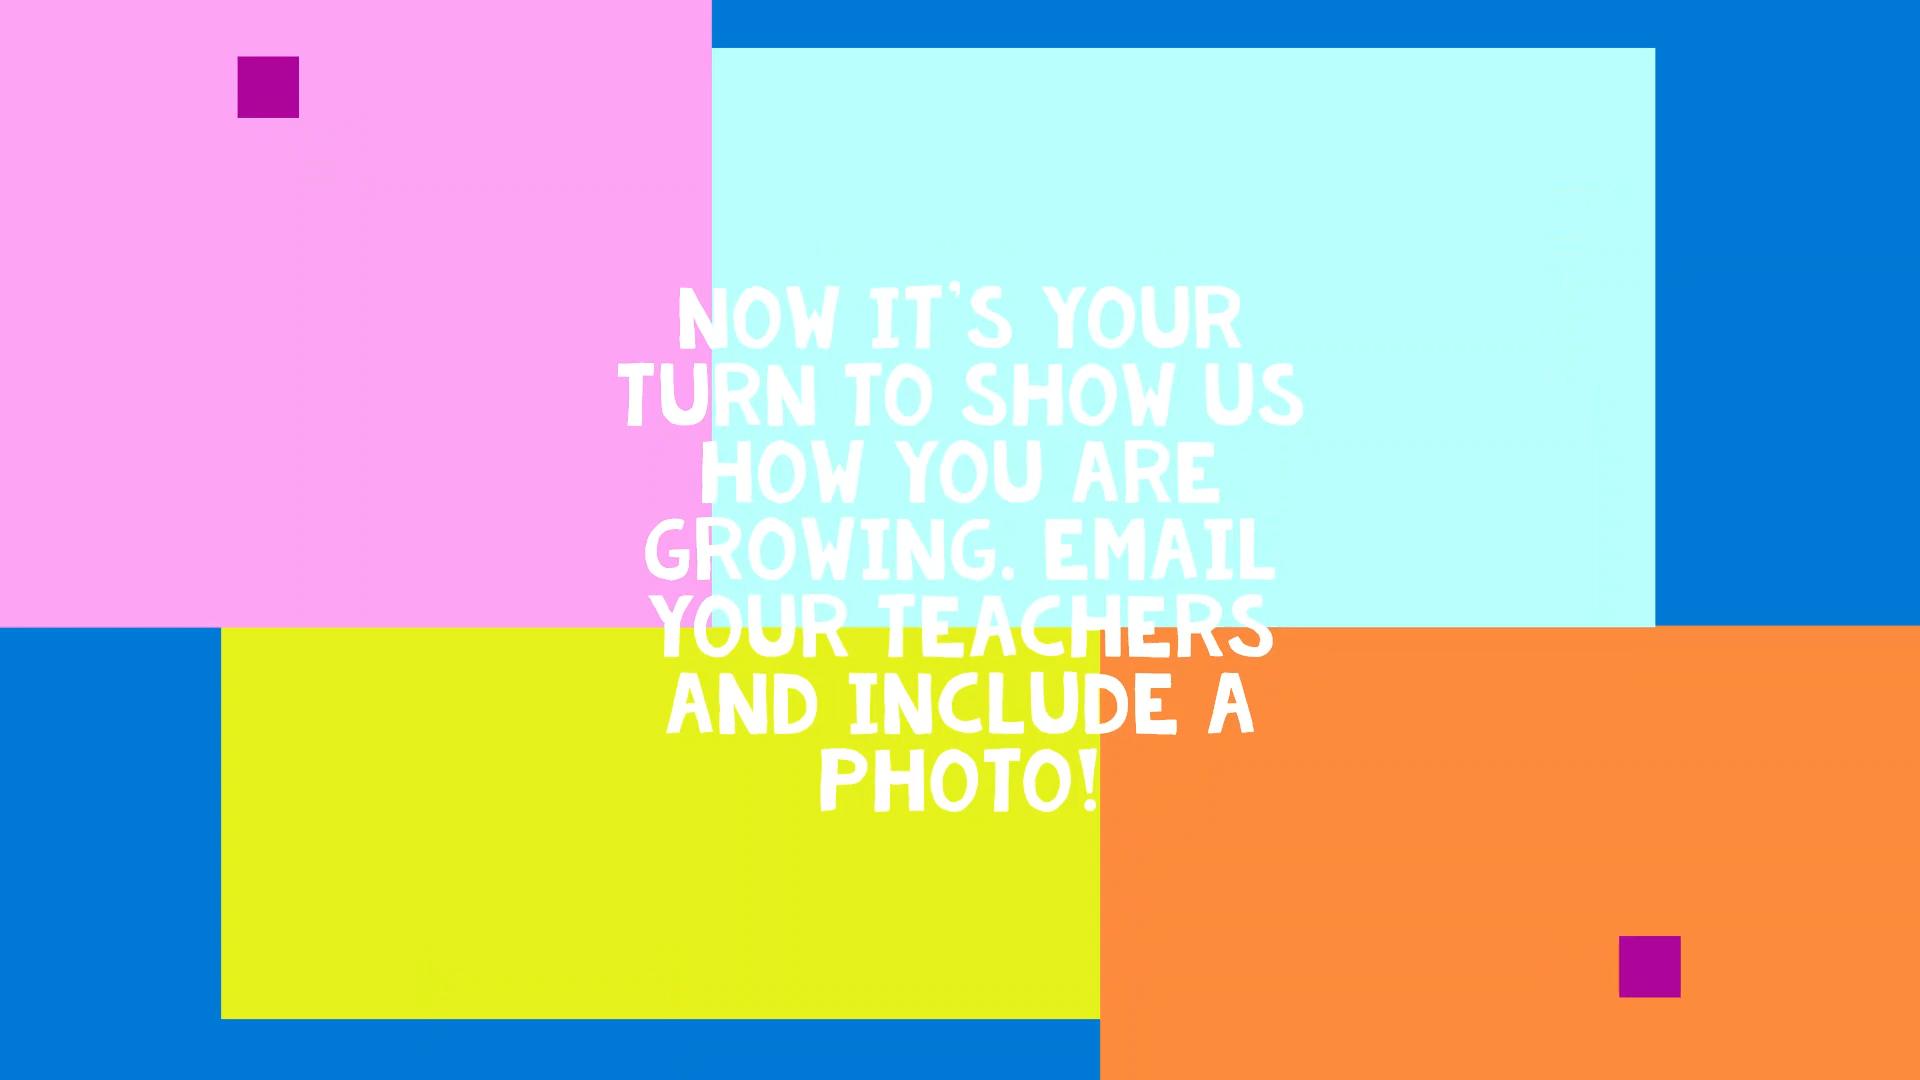 NOW IT'S YOUR
TURN TO SHOW US
HOW YOU ARE
GROWING. EMAIL
YOUR TEACHERS
AND INCLUDE A
PHOTO!